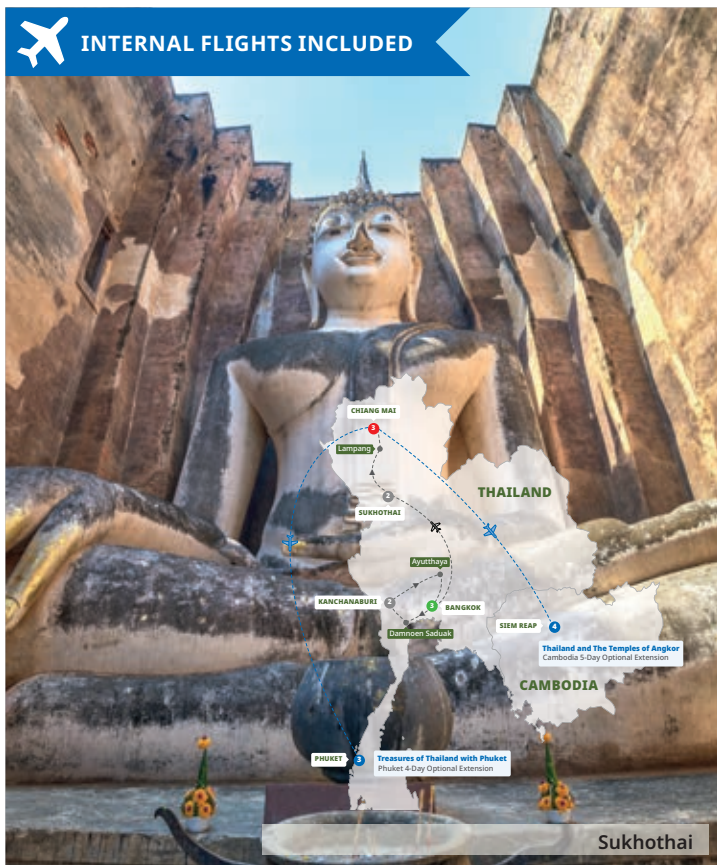 INTERNAL FLIGHTS INCLUDED
CHIANG MAI
3
Lampang
2
SUKHOTHAI
THAILAND
Ayutthaya
KANCHANABURI
2
3
BANGKOK
Damnoen Saduak
SIEM REAP
4
Thailand and The Temples of Angkor
Cambodia 5-Day Optional Extension
CAMBODIA
PHUKET
3
Treasures of Thailand with Phuket
Phuket 4-Day Optional Extension
Sukhothai